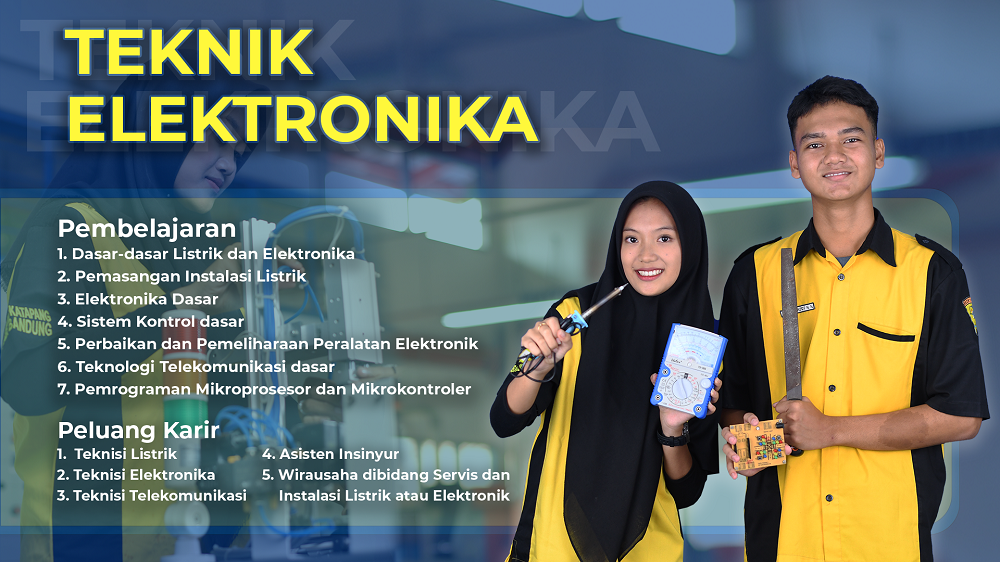 TEKNIK
ELEKTRONIKA
Pembelajaran
1. Dasar-dasar Listrik dan Elektronika
2. Pemasangan Instalasi Listrik
3. Elektronika Dasar
4. Sistem Kontrol dasar
5. Perbaikan dan Pemeliharaan Peralatan Elektronik
6. Teknologi Telekomunikasi dasar
7. Pemrograman Mikroprosesor dan Mikrokontroler
Peluang Karir
1. Teknisi Listrik
2. Teknisi Elektronika
3. Teknisi Telekomunikasi
4. Asisten Insinyur
5. Wirausaha dibidang Servis dan
Instalasi Listrik atau Elektronik
KATAPANG
BANDUNG